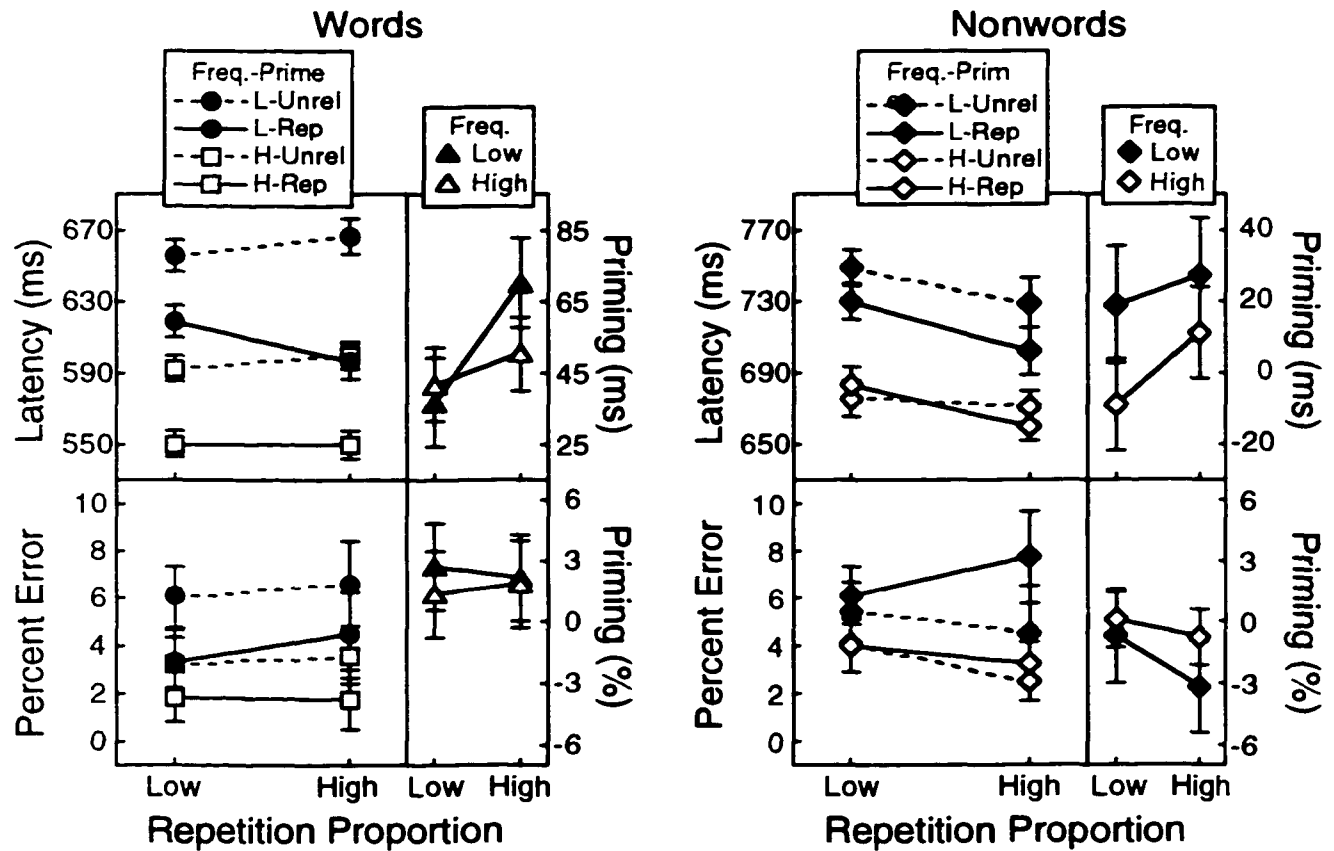 Words
Freq.-Prime
L-Unrel
L-Rep
H-Unrel
H-Rep
Freq.
Low
High
Latency (ms)
670
630
590
550
85
65
45
25
Priming (ms)
Percent Error
10
8
6
4
2
0
6
3
0
-3
-6
Priming (%)
Low
High
Low
High
Repetition Proportion
Nonwords
Freq.-Prim
L-Unrel
L-Rep
H-Unrel
H-Rep
Freq.
Low
High
Latency (ms)
770
730
690
650
40
20
0
-20
Priming (ms)
Percent Error
10
8
6
4
2
0
6
3
0
-3
-6
Priming (%)
Low
High
Low
High
Repetition Proportion